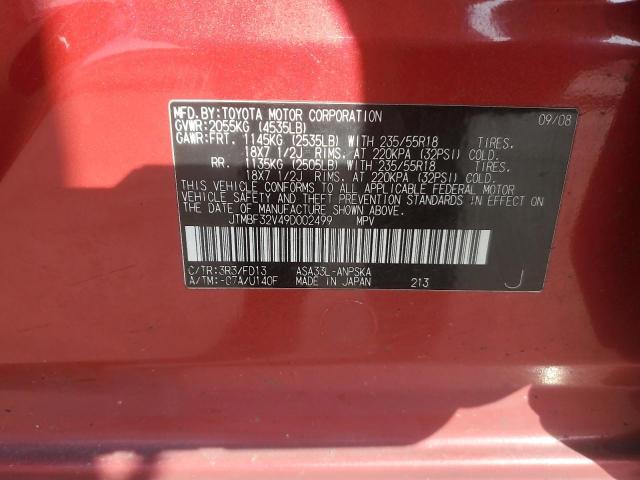 MFD.BY:TOYOTA MOTOR CORPORATION 09/08
GVWR:2055KG (4535LB)
GAWR:FRT. 1145KG (2535LB) WITH 235/55R18 TIRES.
18X7 1/2J RIMS. AT 220KPA (32PSI) COLD.
RR. 1135KG (2505LB) WITH 235/55R18 TIRES.
18X7 1/2J RIMS. AT 220KPA (32PSI) COLD.
THIS VEHICLE CONFORMS TO ALL APPLICABLE FEDERAL MOTOR
VEHICLE SAFETY AND THEFT PREVENTION STANDARDS IN EFFECT
ON THE DATE OF MANUFACTURE SHOWN ABOVE.
JTMBF32V49D002499 MPV
C/TR:3R3/FD13 ASA33L-ANPSKA
A/TM:-07A/U140F MADE IN JAPAN 213 J